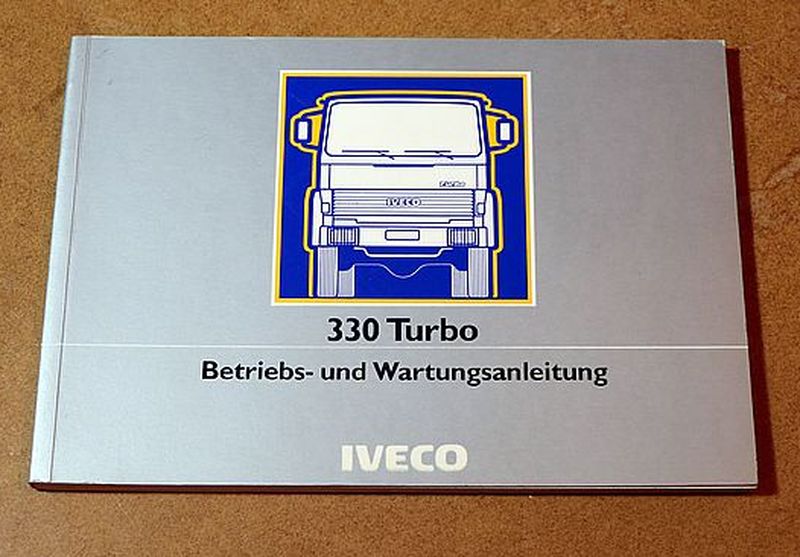 turbo
IVECO
330 Turbo
Betriebs- und Wartungsanleitung
IVECO